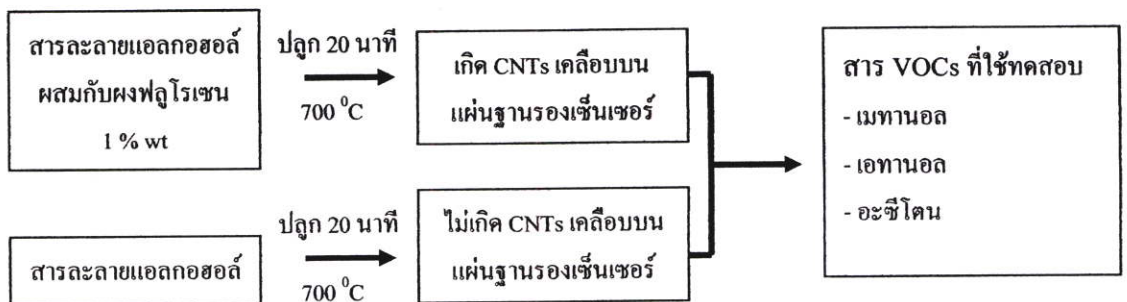 สารละลายแอลกอฮอล์
ผสมกับผงฟลูโรเซน
1 % wt
ปลูก 20 นาที
700 ⁰C
เกิด CNTs เคลือบบน
แผ่นฐานรองเซ็นเซอร์
สารละลายแอลกอฮอล์
ปลูก 20 นาที
700 ⁰C
ไม่เกิด CNTs เคลือบบน
แผ่นฐานรองเซ็นเซอร์
สาร VOCs ที่ใช้ทดสอบ
- เมทานอล
- เอทานอล
- อะซีโตน